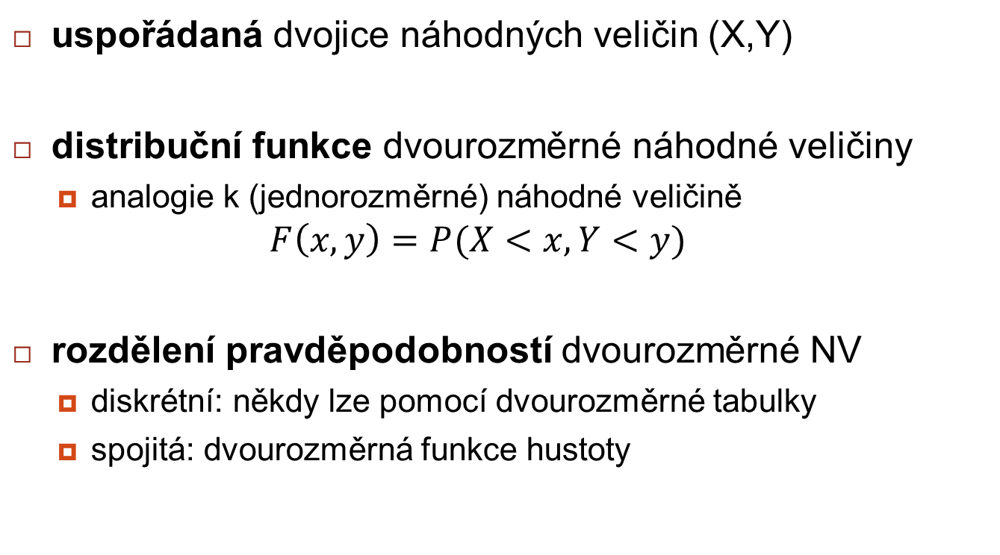 uspořádaná dvojice náhodných veličin (X,Y)
distribuční funkce dvourozměrné náhodné veličiny
analogie k (jednorozměrné) náhodné veličině
F(x, y) = P(X < x, Y < y)
rozdělení pravděpodobností dvourozměrné NV
diskrétní: někdy lze pomocí dvourozměrné tabulky
spojitá: dvourozměrná funkce hustoty